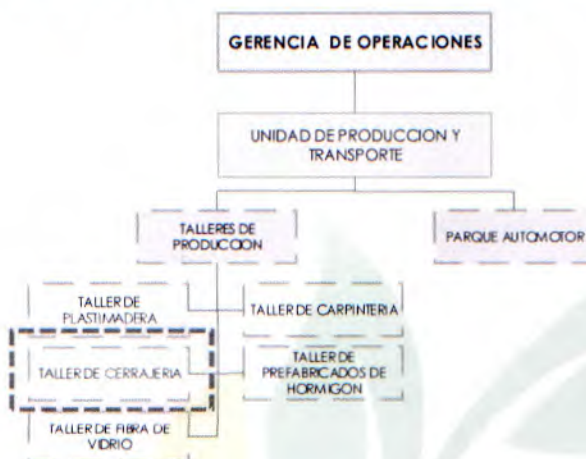 GERENCIA DE OPERACIONES
UNIDAD DE PRODUCCION Y
TRANSPORTE
TALLERES DE
PRODUCCION
PARQUE AUTOMOTOR
TALLER DE
PLASTIMADERA
TALLER DE CARPINTERIA
TALLER DE CERRAJERIA
TALLER DE
PREFABRICADOS DE
HORMIGON
TALLER DE FIBRA DE
VIDRIO